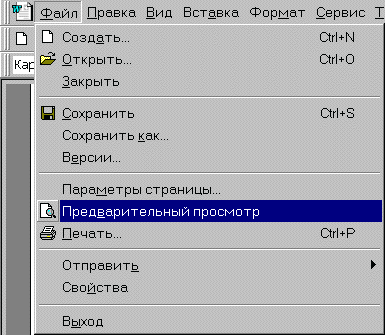 Файл Правка Вид Вставка Формат Сервис Т
Создать... Ctrl+N
Открыть... Ctrl+O
Кар
Закрыть
Сохранить Ctrl+S
Сохранить как...
Версии...
Параметры страницы...
Предварительный просмотр
Печать... Ctrl+P
Отправить
Свойства
Выход